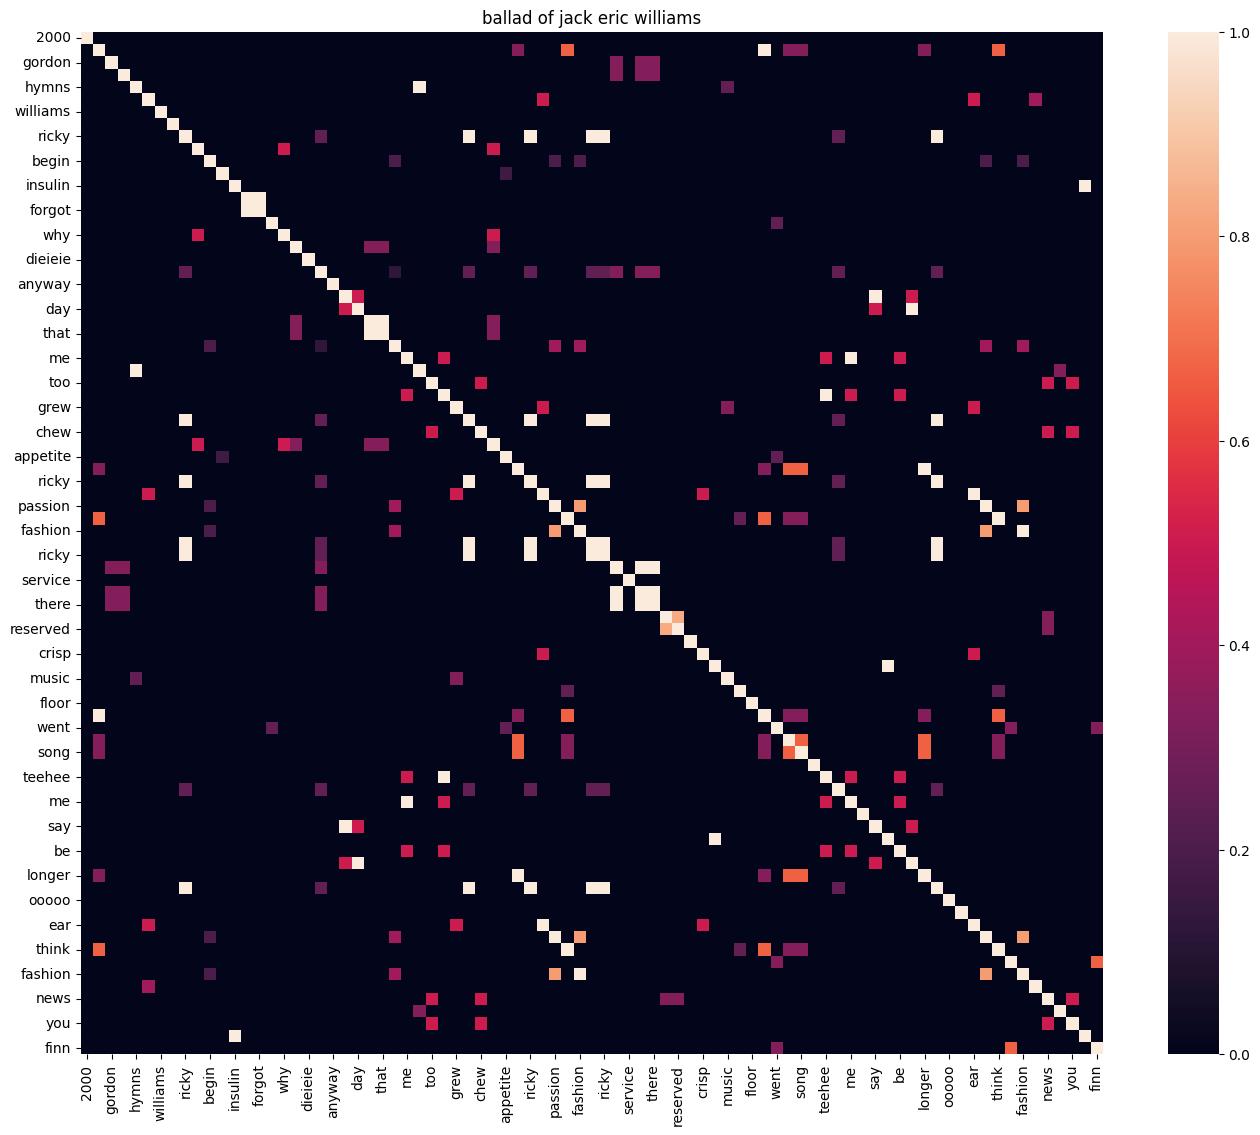 ballad of jack eric williams
2000
gordon
hymns
williams
ricky
begin
insulin
forgot
why
dieieie
anyway
day
that
me
too
grew
chew
appetite
ricky
passion
fashion
ricky
service
there
reserved
crisp
music
floor
went
song
teehee
me
say
be
longer
ooooo
ear
think
fashion
news
you
finn
2000
gordon
hymns
williams
ricky
begin
insulin
forgot
why
dieieie
anyway
day
that
me
too
grew
chew
appetite
ricky
passion
fashion
ricky
service
there
reserved
crisp
music
floor
went
song
teehee
me
say
be
longer
ooooo
ear
think
fashion
news
you
finn
1.0
0.8
0.6
0.4
0.2
0.0